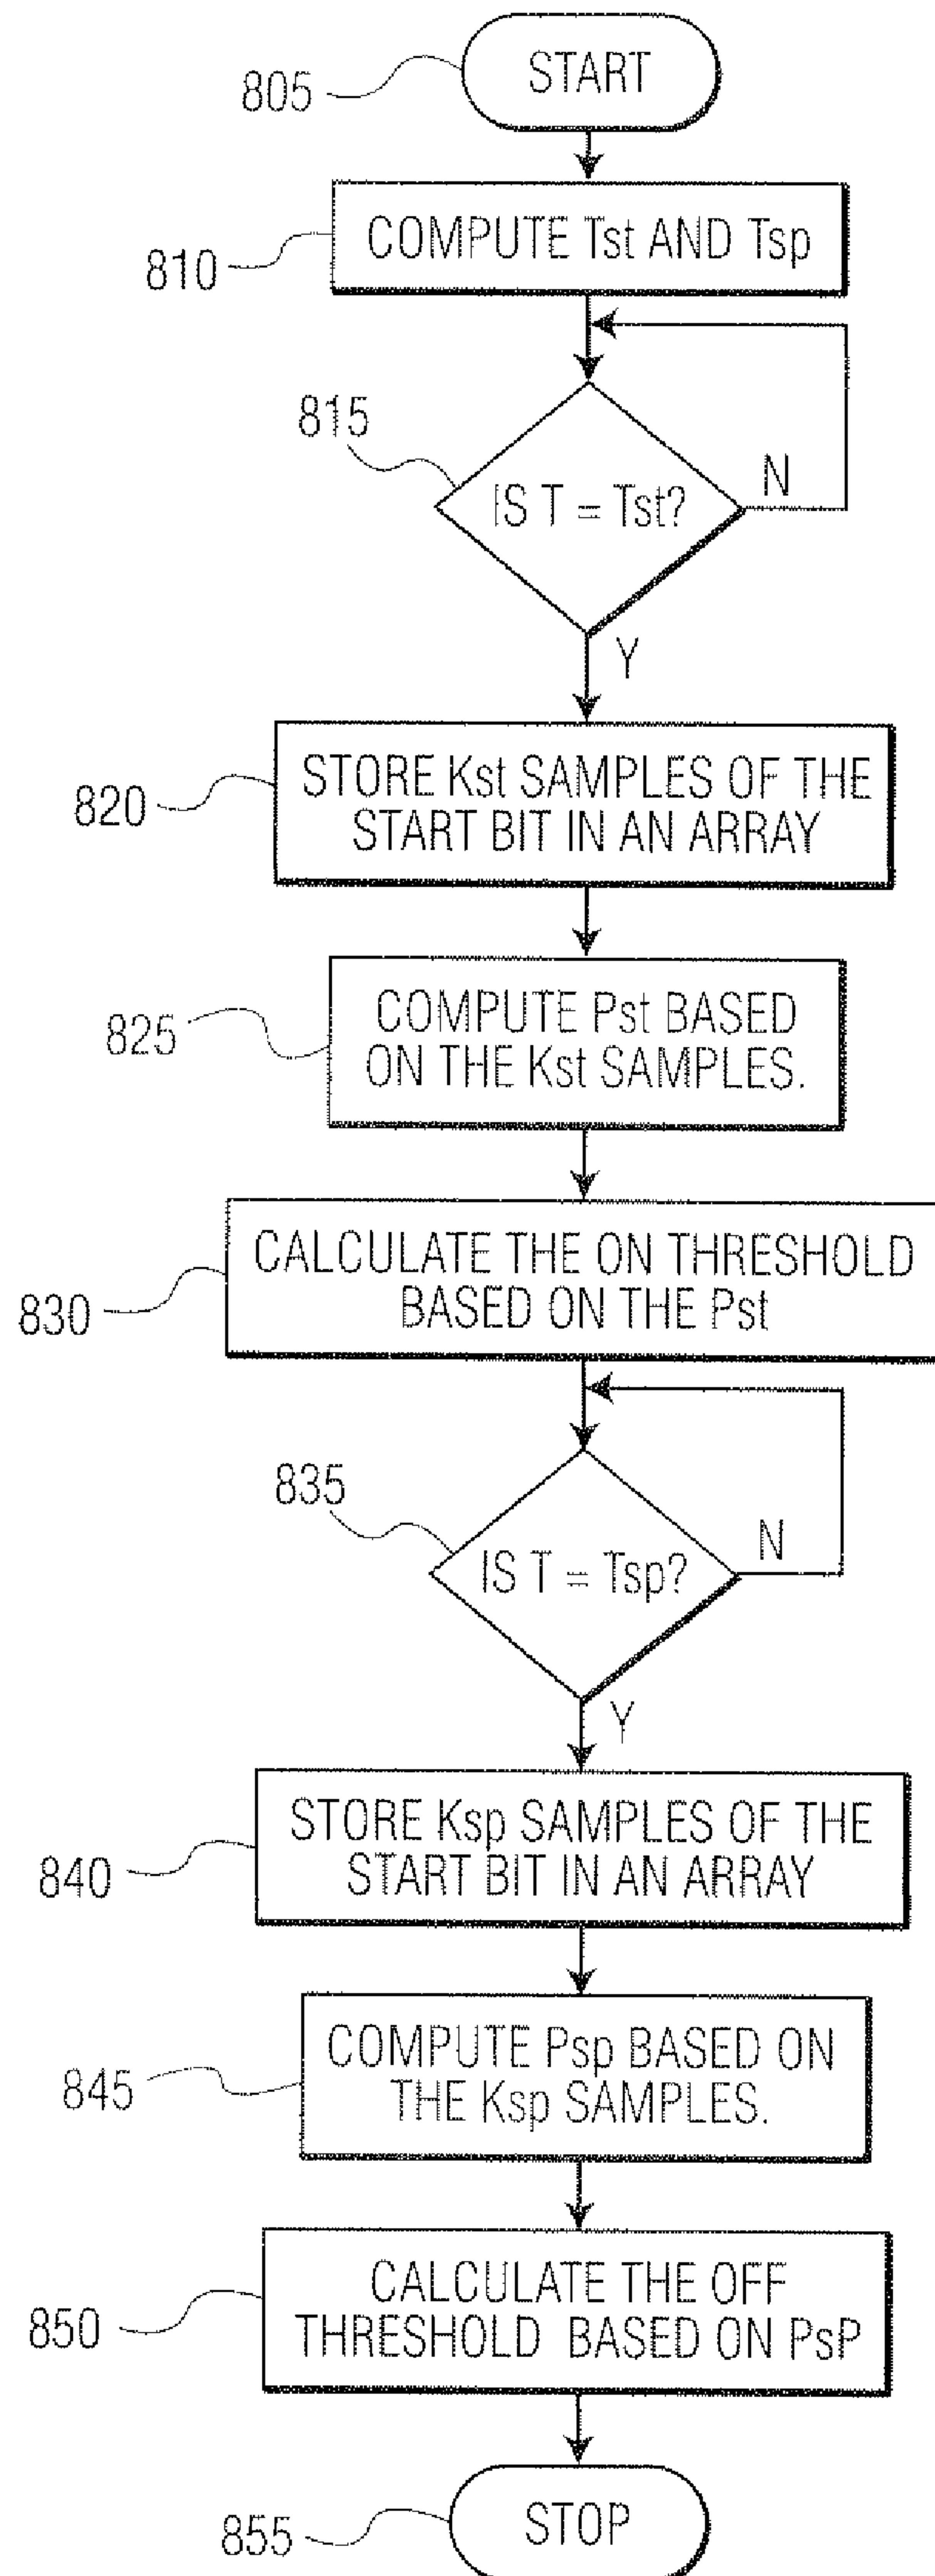 START
805
COMPUTE Tst AND Tsp
810
815
IS T = Tst?
N
Y
STORE Kst SAMPLES OF THE
START BIT IN AN ARRAY
820
COMPUTE Pst BASED
ON THE Kst SAMPLES.
825
CALCULATE THE ON THRESHOLD
BASED ON THE Pst
830
835
IS T = Tsp?
N
Y
STORE Ksp SAMPLES OF THE
START BIT IN AN ARRAY
840
COMPUTE Psp BASED ON
THE Ksp SAMPLES.
845
CALCULATE THE OFF
THRESHOLD BASED ON PsP
850
STOP
855